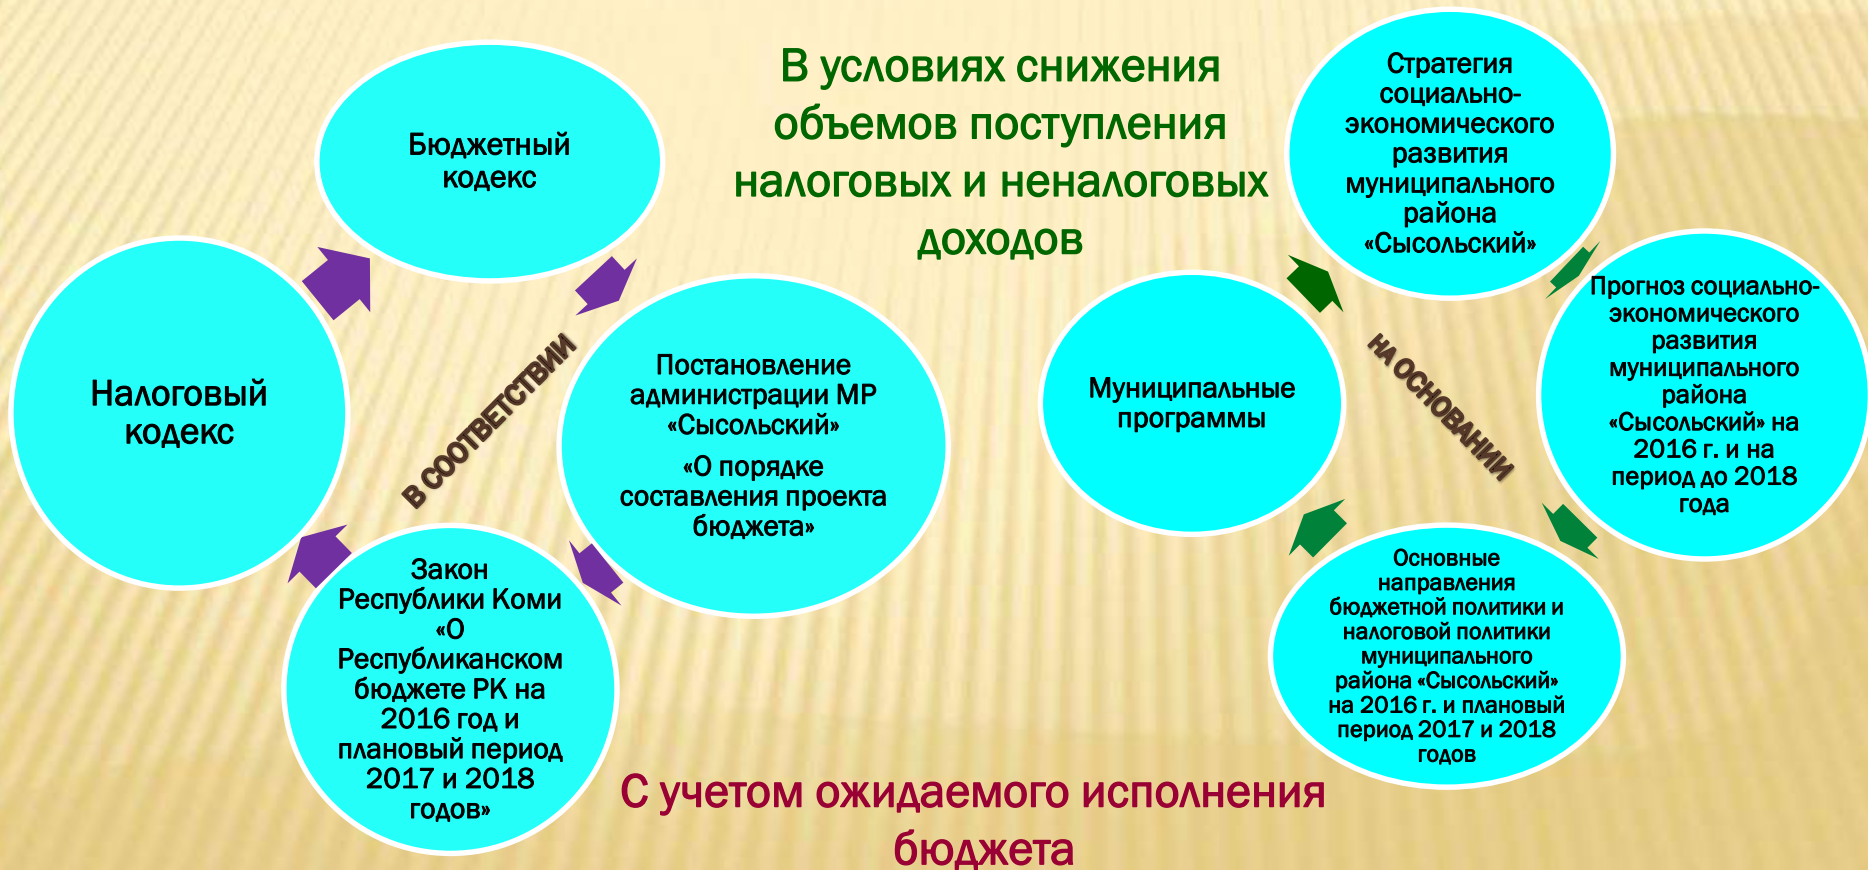 В условиях снижения
объемов поступления
налоговых и неналоговых
доходов
Бюджетный
кодекс
Налоговый
кодекс
В СООТВЕТСТВИИ
Постановление
администрации МР
«Сысольский»
«О порядке
составления проекта
бюджета»
Закон
Республики Коми
«О
Республиканском
бюджете РК на
2016 год и
плановый период
2017 и 2018
годов»
Стратегия
социально-
экономического
развития
муниципального
района
«Сысольский»
Муниципальные
программы
НА ОСНОВАНИИ
Прогноз социально-
экономического
развития
муниципального
района
«Сысольский» на
2016 г. и на
период до 2018
года
Основные
направления
бюджетной политики и
налоговой политики
муниципального
района «Сысольский»
на 2016 г. и плановый
период 2017 и 2018
годов
С учетом ожидаемого исполнения
бюджета